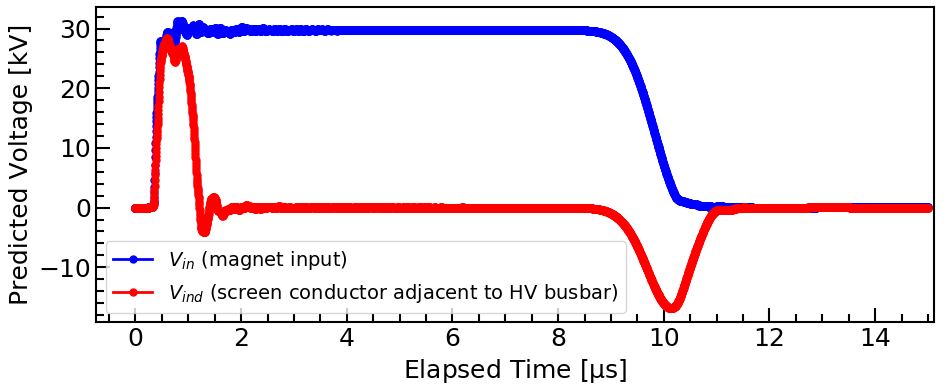 Predicted Voltage [kV]
30
20
10
0
−10
V_in (magnet input)
V_ind (screen conductor adjacent to HV busbar)
0 2 4 6 8 10 12 14
Elapsed Time [µs]